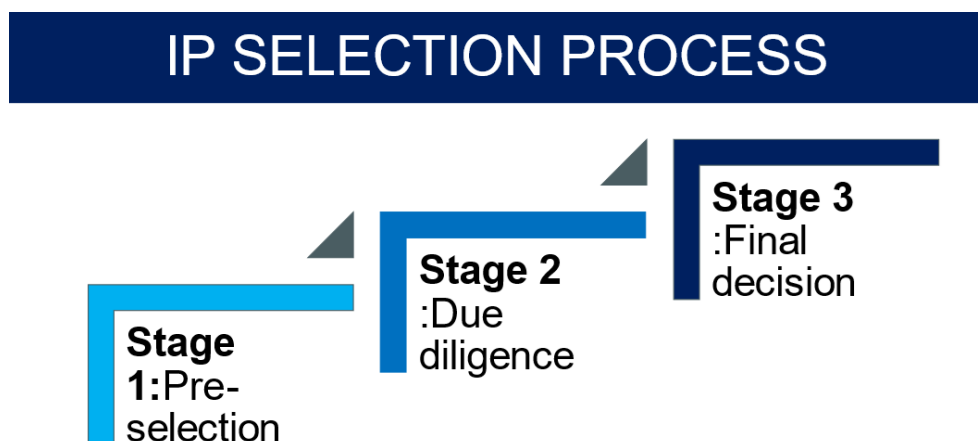 IP SELECTION PROCESS
Stage
1:Pre-
selection
Stage 2
:Due
diligence
Stage 3
:Final
decision